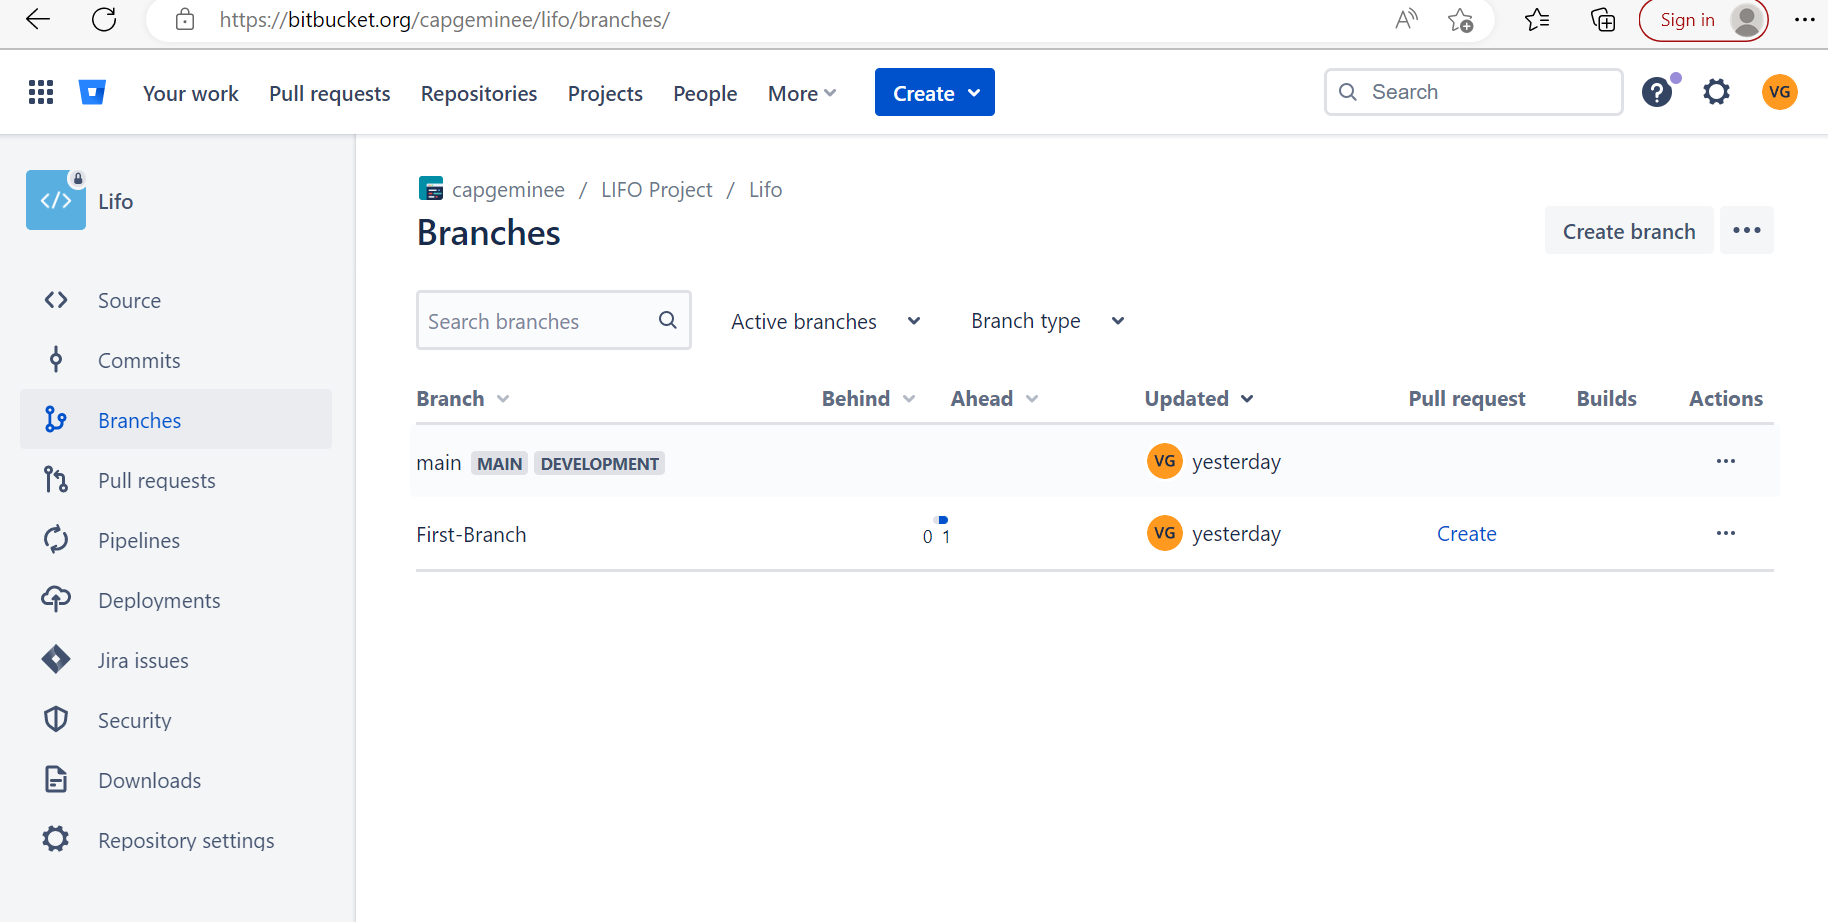 https://bitbucket.org/capgeminee/lifo/branches/ A Sign in
Your work Pull requests Repositories Projects People More Create Search ? VG
</> Lifo
capgeminee / LIFO Project / Lifo
Branches
Create branch
Source
Commits
Branches
Pull requests
Pipelines
Deployments
Jira issues
Security
Downloads
Repository settings
Search branches Active branches Branch type
Branch Behind Ahead Updated Pull request Builds Actions
main MAIN DEVELOPMENT VG yesterday
First-Branch 0 1 VG yesterday Create